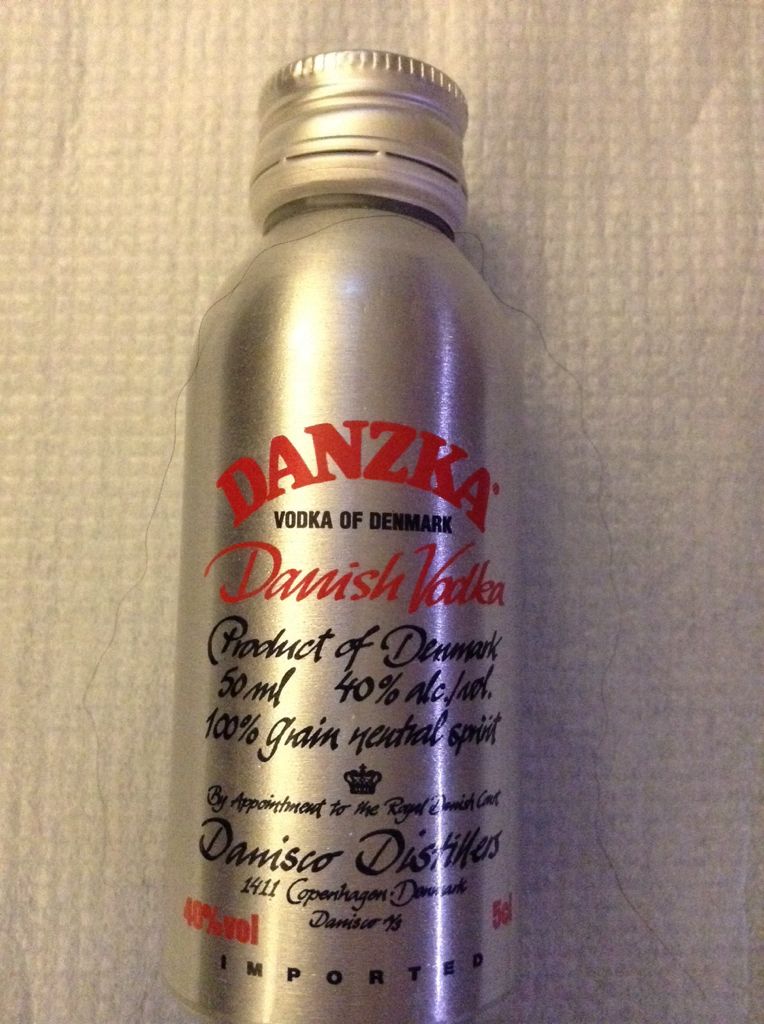 DANZKA
VODKA OF DENMARK
Danish Vodka
Product of Denmark
50 ml 40% alc./vol.
100% Grain neutral spirit
By Appointment to the Royal Danish Court
Danisco Distillers
1411 Copenhagen·Denmark
Danisco A/s
40%vol 5cl
IMPORTED